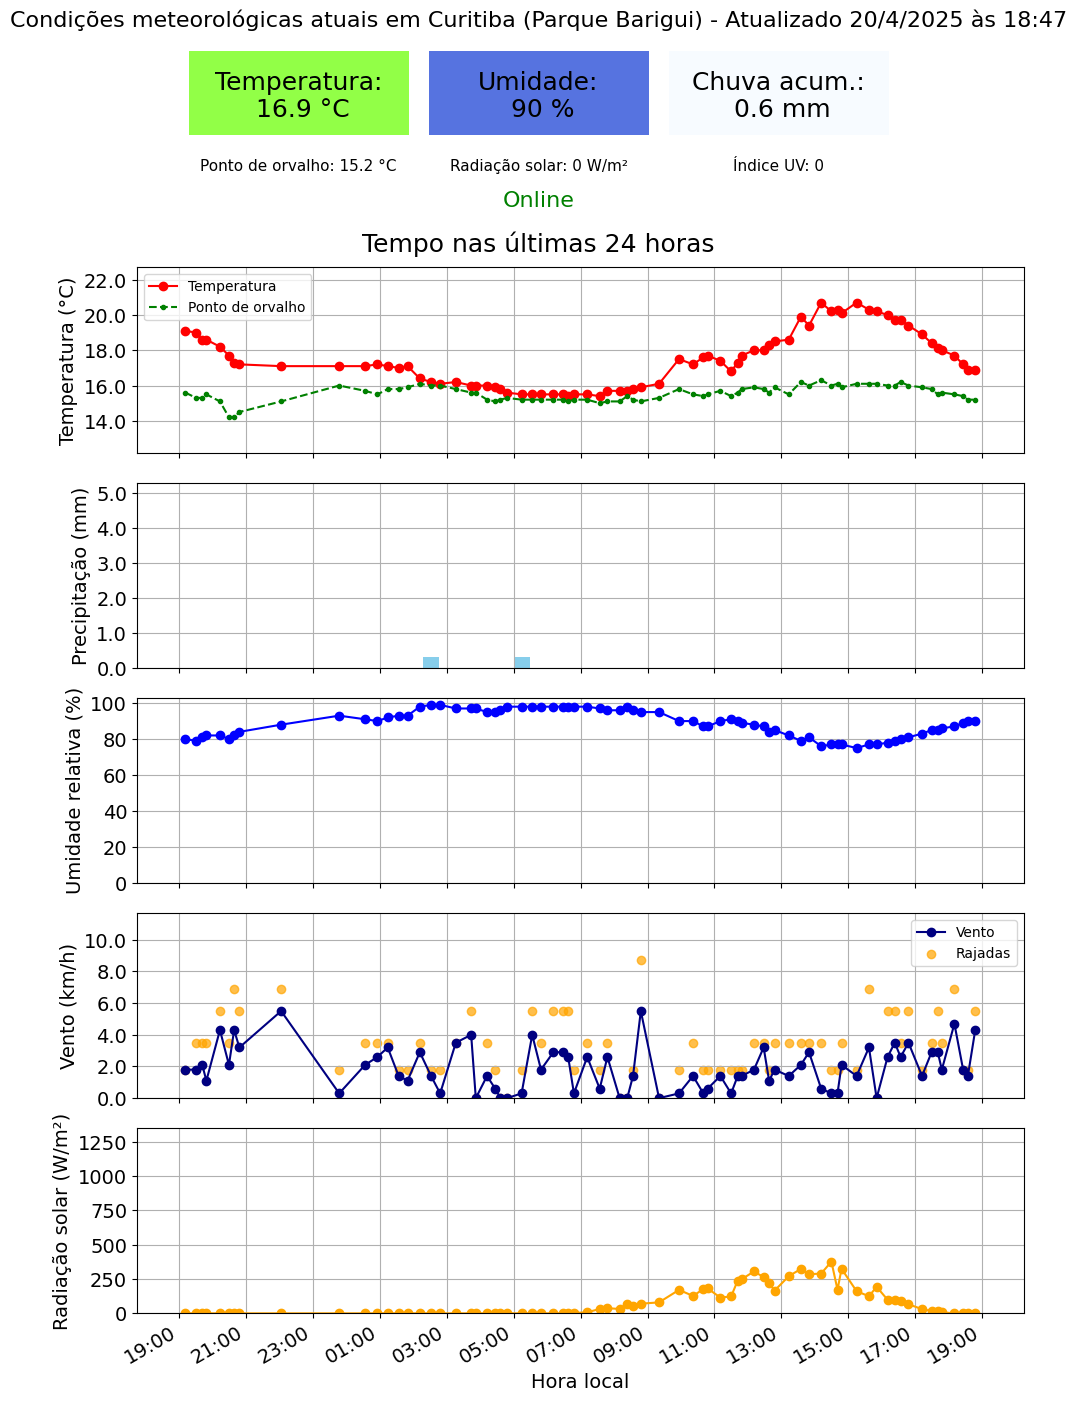 Condições meteorológicas atuais em Curitiba (Parque Barigui) - Atualizado 20/4/2025 às 18:47
Temperatura:
16.9 °C
Umidade:
90 %
Chuva acum.:
0.6 mm
Ponto de orvalho: 15.2 °C
Radiação solar: 0 W/m²
Índice UV: 0
Online
Tempo nas últimas 24 horas
Temperatura (°C)
22.0
20.0
18.0
16.0
14.0
Temperatura
Ponto de orvalho
Precipitação (mm)
5.0
4.0
3.0
2.0
1.0
0.0
Umidade relativa (%)
100
80
60
40
20
0
Vento (km/h)
10.0
8.0
6.0
4.0
2.0
0.0
Vento
Rajadas
Radiação solar (W/m²)
1250
1000
750
500
250
0
19:00
21:00
23:00
01:00
03:00
05:00
07:00
09:00
11:00
13:00
15:00
17:00
19:00
Hora local